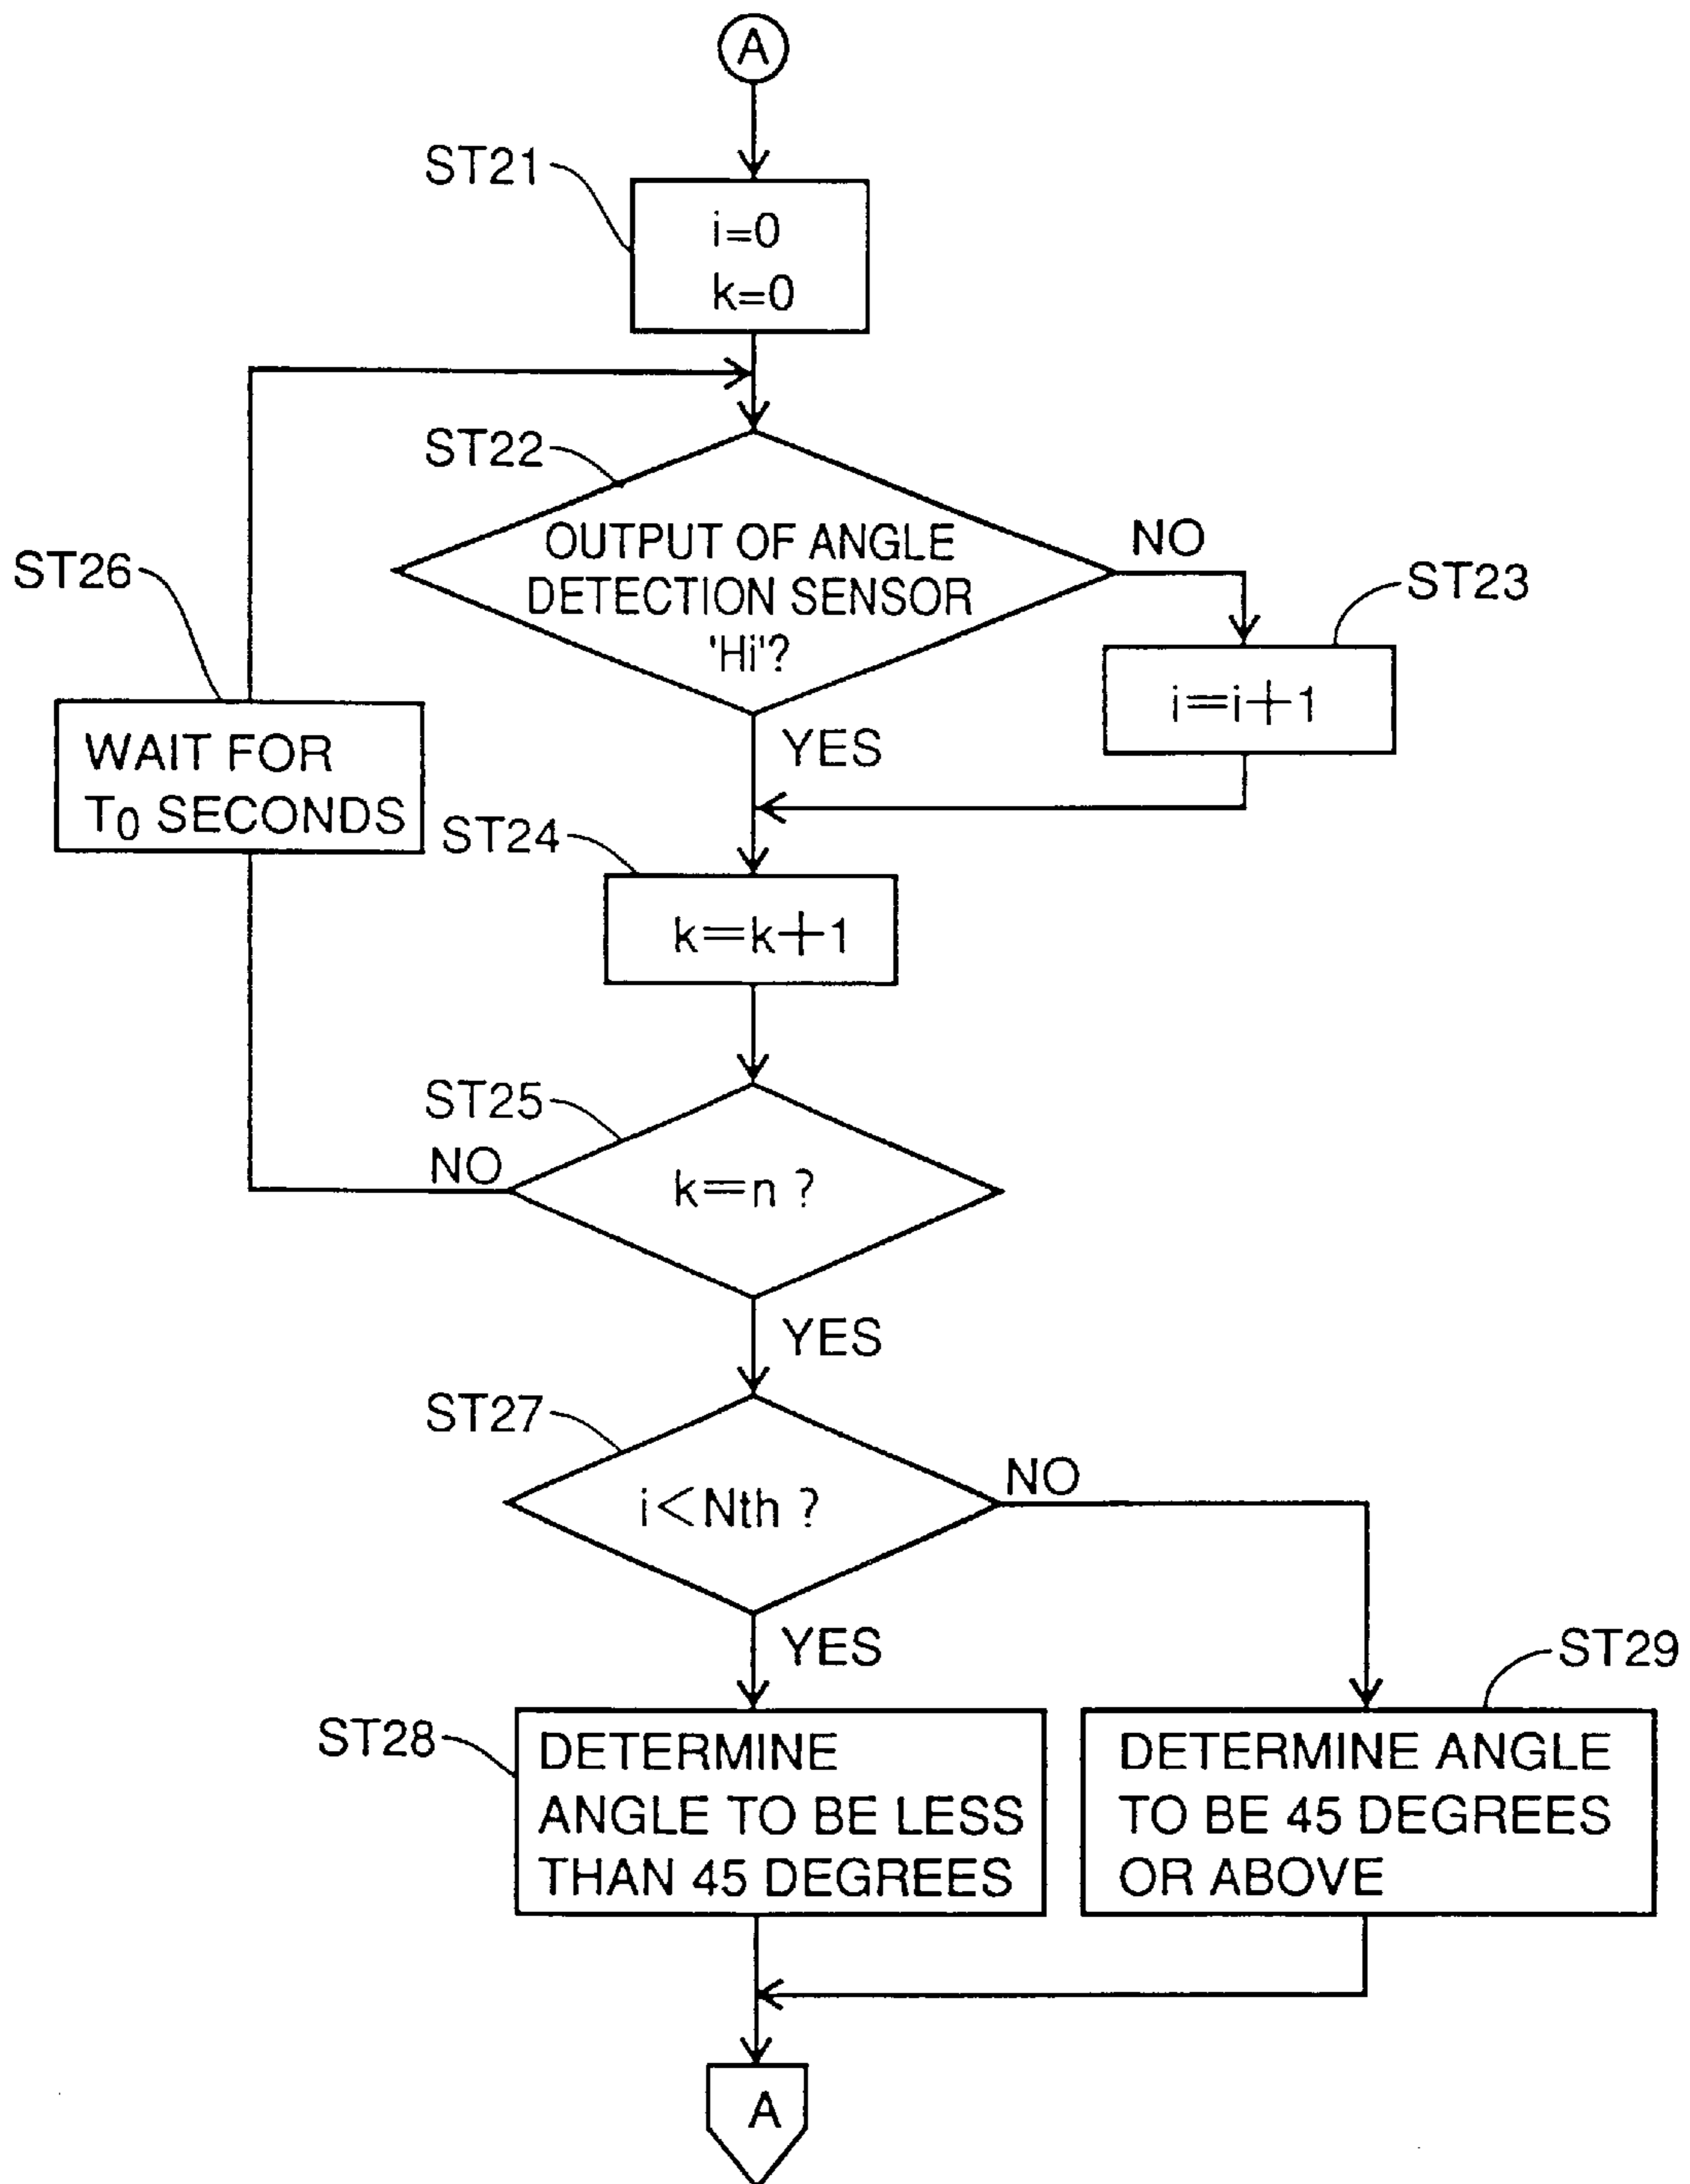 A
ST21
i=0
k=0
ST22
OUTPUT OF ANGLE
DETECTION SENSOR
'Hi'?
NO
ST23
i=i+1
ST26
WAIT FOR
T0 SECONDS
YES
ST24
k=k+1
ST25
NO
k=n ?
YES
ST27
i<Nth ?
NO
YES
ST28
DETERMINE
ANGLE TO BE LESS
THAN 45 DEGREES
ST29
DETERMINE ANGLE
TO BE 45 DEGREES
OR ABOVE
A